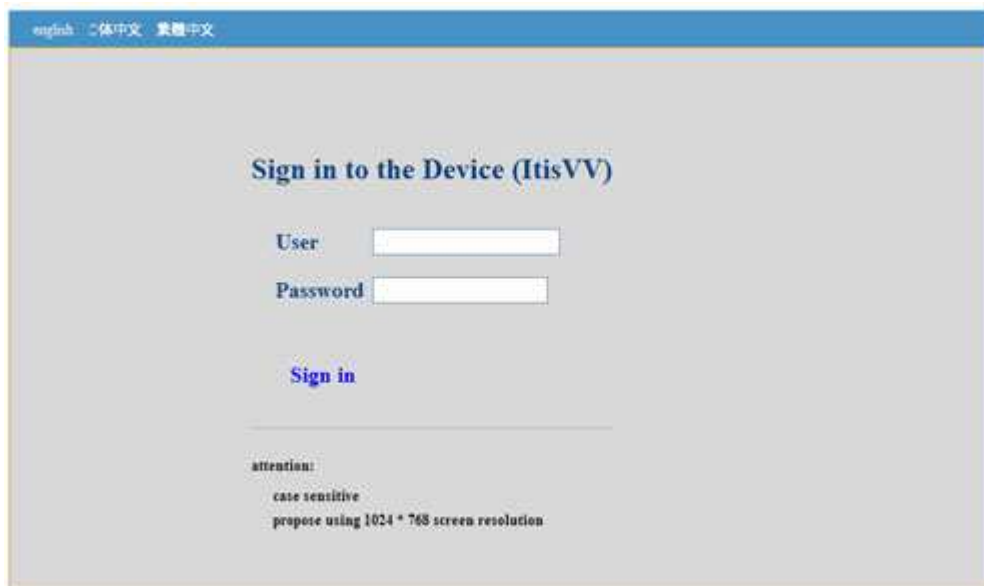 english 体中文 繁體中文
Sign in to the Device (ItisVV)
User
Password
Sign in
attention:
case sensitive
propose using 1024 * 768 screen resolution